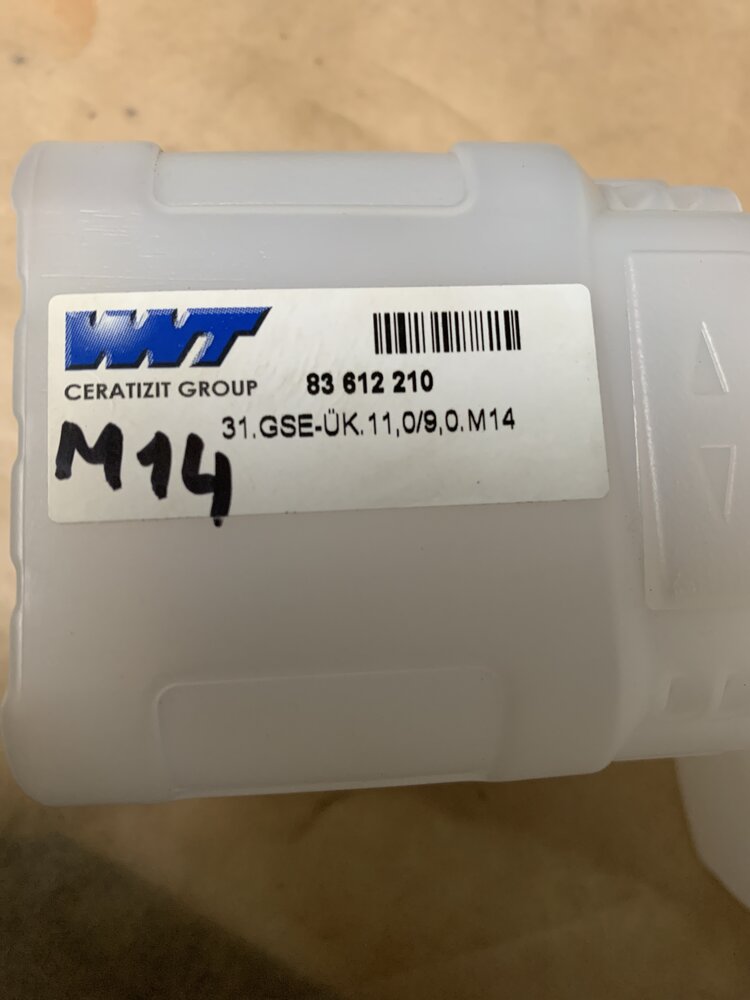 WNT
CERATIZIT GROUP
83 612 210
31.GSE-ÜK.11,0/9,0.M14
M14